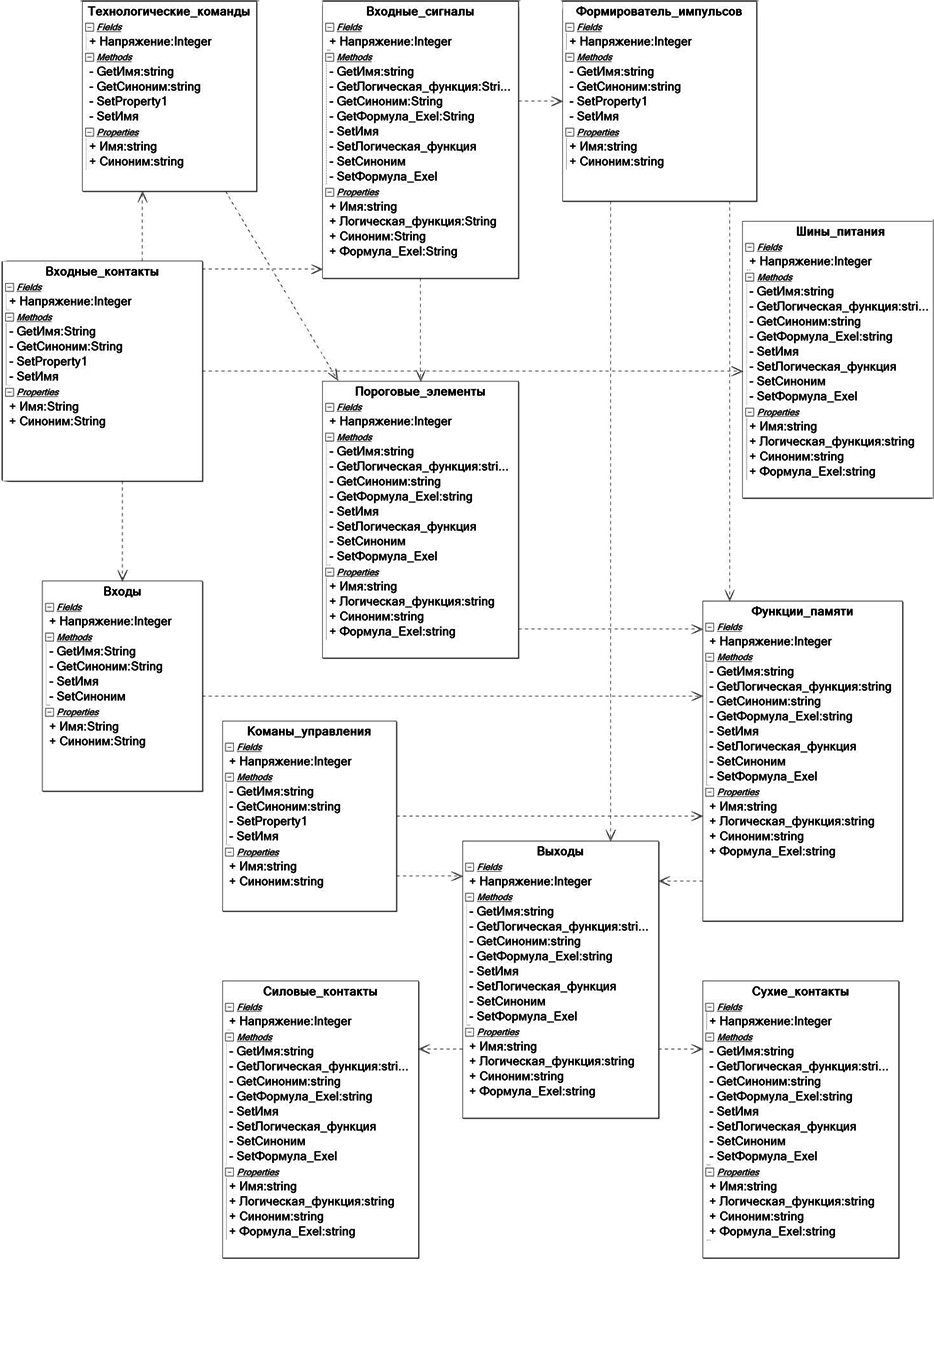 Технологические_команды
Fields
+ Напряжение:Integer
Methods
- GetИмя:string
- GetСиноним:string
- SetProperty1
- SetИмя
Properties
+ Имя:string
+ Синоним:string
Входные_сигналы
Fields
+ Напряжение:Integer
Methods
- GetИмя:string
- GetЛогическая_функция:Stri...
- GetСиноним:String
- GetФормула_Exel:String
- SetИмя
- SetЛогическая_функция
- SetСиноним
- SetФормула_Exel
Properties
+ Имя:string
+ Логическая_функция:String
+ Синоним:String
+ Формула_Exel:String
Формирователь_импульсов
Fields
+ Напряжение:Integer
Methods
- GetИмя:string
- GetСиноним:string
- SetProperty1
- SetИмя
Properties
+ Имя:string
+ Синоним:string
Шины_питания
Fields
+ Напряжение:Integer
Methods
- GetИмя:string
- GetЛогическая_функция:stri...
- GetСиноним:string
- GetФормула_Exel:string
- SetИмя
- SetЛогическая_функция
- SetСиноним
- SetФормула_Exel
Properties
+ Имя:string
+ Логическая_функция:string
+ Синоним:string
+ Формула_Exel:string
Входные_контакты
Fields
+ Напряжение:Integer
Methods
- GetИмя:String
- GetСиноним:String
- SetProperty1
- SetИмя
Properties
+ Имя:String
+ Синоним:String
Пороговые_элементы
Fields
+ Напряжение:Integer
Methods
- GetИмя:string
- GetЛогическая_функция:stri...
- GetСиноним:string
- GetФормула_Exel:string
- SetИмя
- SetЛогическая_функция
- SetСиноним
- SetФормула_Exel
Properties
+ Имя:string
+ Логическая_функция:string
+ Синоним:string
+ Формула_Exel:string
Входы
Fields
+ Напряжение:Integer
Methods
- GetИмя:String
- GetСиноним:String
- SetИмя
- SetСиноним
Properties
+ Имя:String
+ Синоним:String
Функции_памяти
Fields
+ Напряжение:Integer
Methods
- GetИмя:string
- GetЛогическая_функция:string
- GetСиноним:string
- GetФормула_Exel:string
- SetИмя
- SetЛогическая_функция
- SetСиноним
- SetФормула_Exel
Properties
+ Имя:string
+ Логическая_функция:string
+ Синоним:string
+ Формула_Exel:string
Команы_управления
Fields
+ Напряжение:Integer
Methods
- GetИмя:string
- GetСиноним:string
- SetProperty1
- SetИмя
Properties
+ Имя:string
+ Синоним:string
Выходы
Fields
+ Напряжение:Integer
Methods
- GetИмя:string
- GetЛогическая_функция:stri...
- GetСиноним:string
- GetФормула_Exel:string
- SetИмя
- SetЛогическая_функция
- SetСиноним
- SetФормула_Exel
Properties
+ Имя:string
+ Логическая_функция:string
+ Синоним:string
+ Формула_Exel:string
Силовые_контакты
Fields
+ Напряжение:Integer
Methods
- GetИмя:string
- GetЛогическая_функция:stri...
- GetСиноним:string
- GetФормула_Exel:string
- SetИмя
- SetЛогическая_функция
- SetСиноним
- SetФормула_Exel
Properties
+ Имя:string
+ Логическая_функция:string
+ Синоним:string
+ Формула_Exel:string
Сухие_контакты
Fields
+ Напряжение:Integer
Methods
- GetИмя:string
- GetЛогическая_функция:stri...
- GetСиноним:string
- GetФормула_Exel:string
- SetИмя
- SetЛогическая_функция
- SetСиноним
- SetФормула_Exel
Properties
+ Имя:string
+ Логическая_функция:string
+ Синоним:string
+ Формула_Exel:string